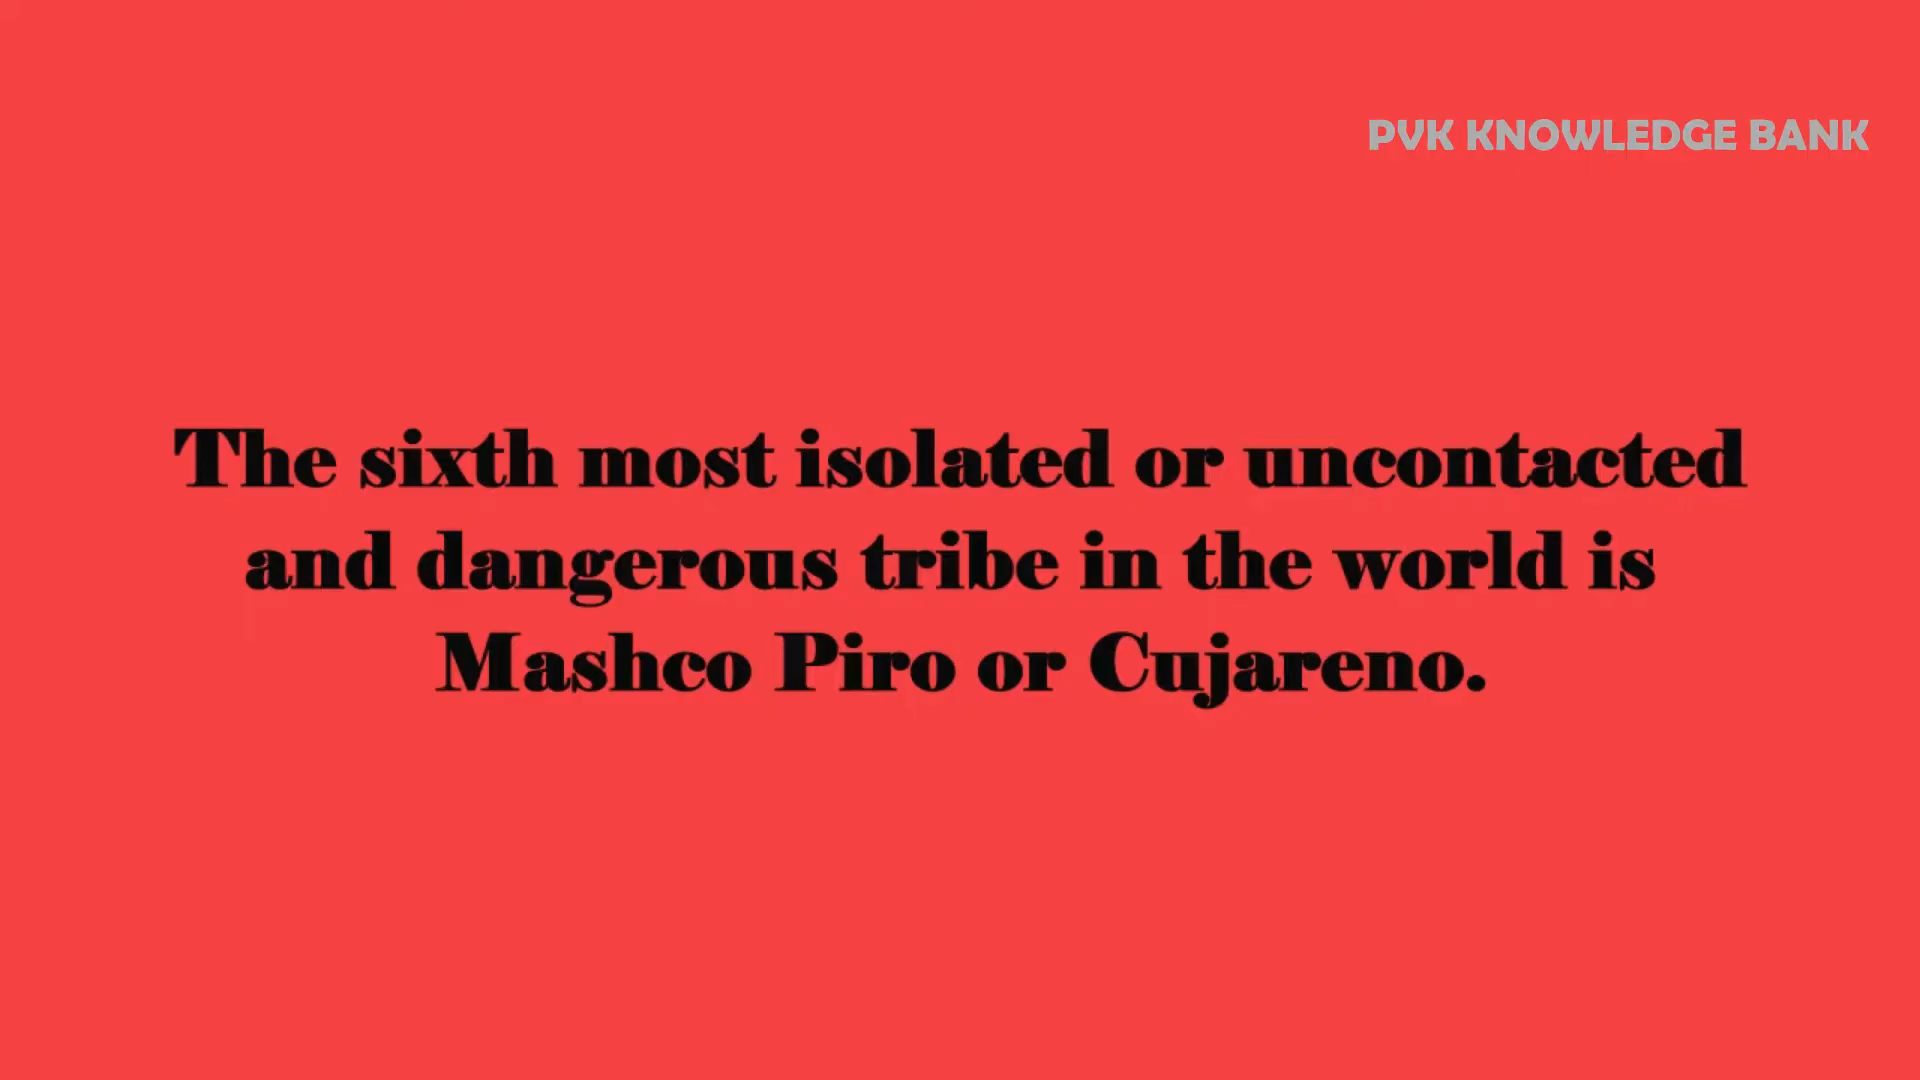 PVK KNOWLEDGE BANK
The sixth most isolated or uncontacted
and dangerous tribe in the world is
Mashco Piro or Cujareno.